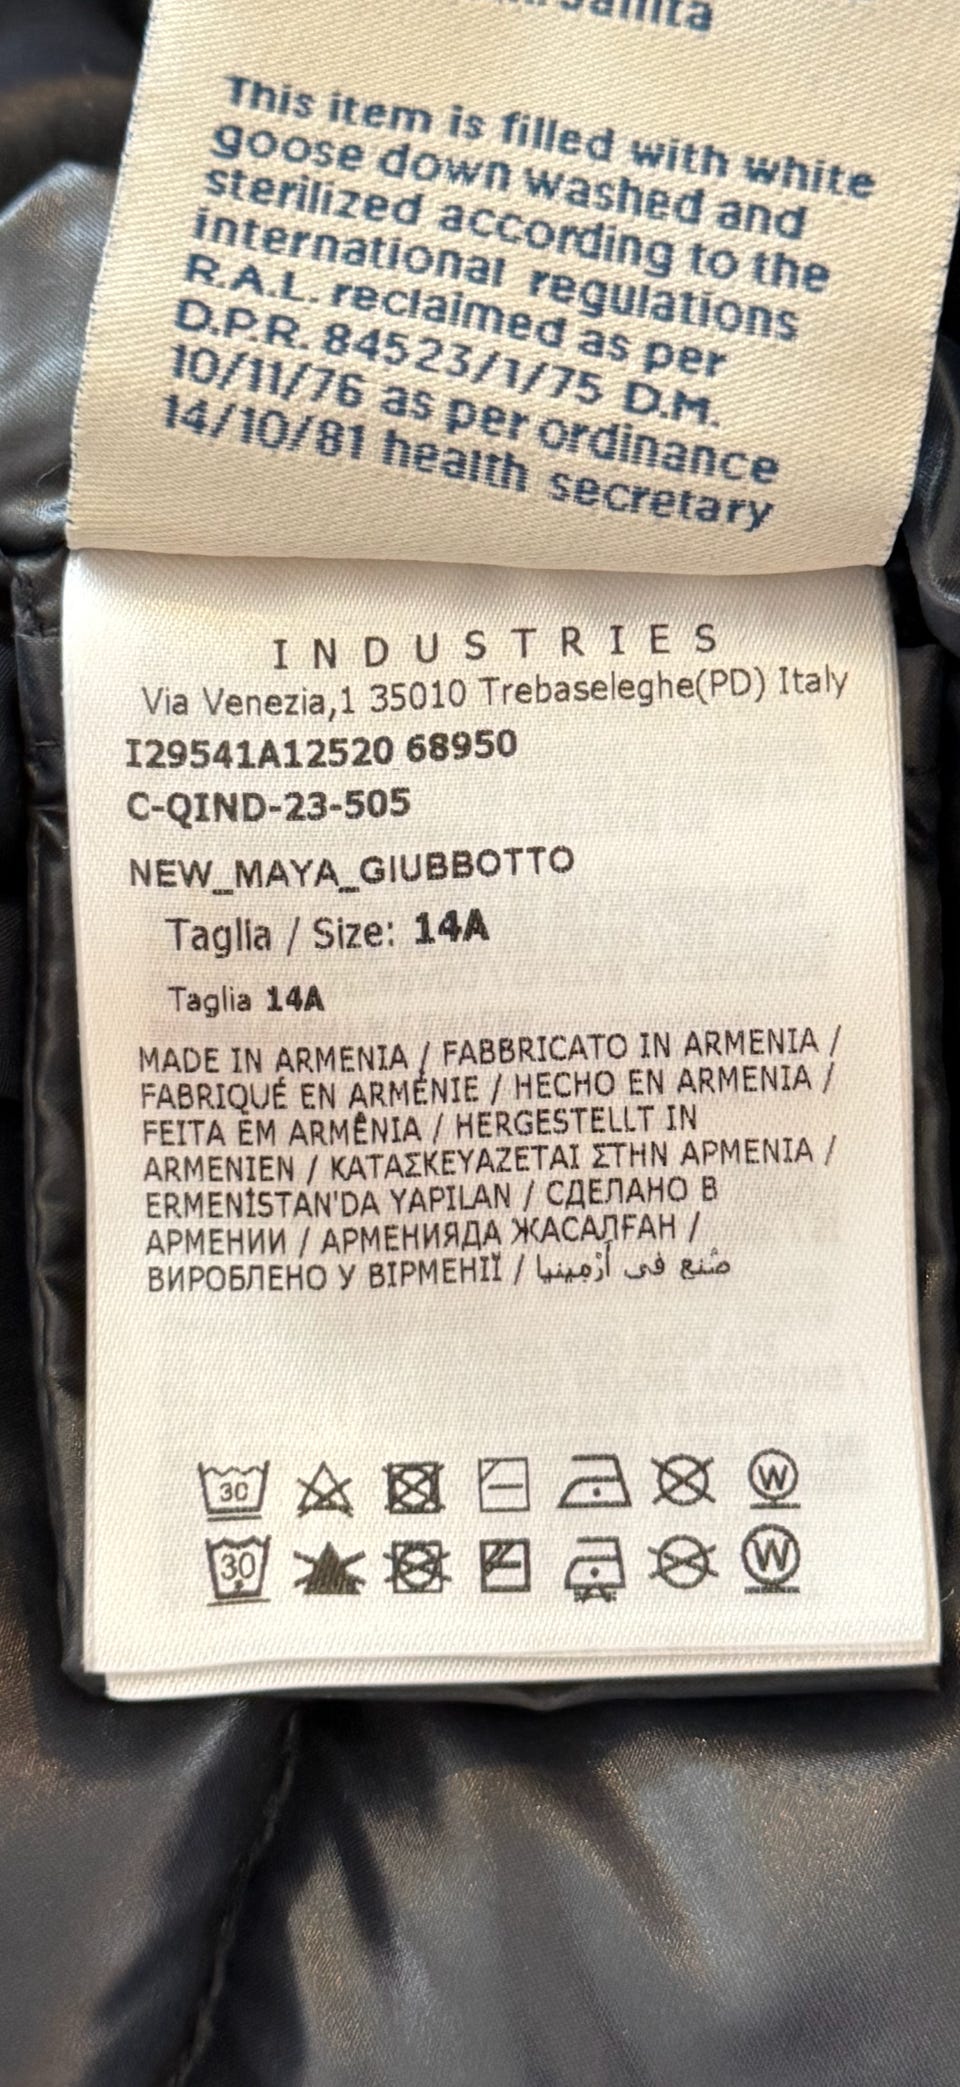 This item is filled with white
goose down washed and
sterilized according to the
international regulations
R.A.L. reclaimed as per
D.P.R. 84523/1/75 D.M.
10/11/76 as per ordinance
14/10/81 health secretary
INDUSTRIES
Via Venezia,1 35010 Trebaseleghe(PD) Italy
I29541A12520 68950
C-QIND-23-505
NEW_MAYA_GIUBBOTTO
Taglia / Size: 14A
Taglia 14A
MADE IN ARMENIA / FABBRICATO IN ARMENIA /
FABRIQUÉ EN ARMÉNIE / HECHO EN ARMENIA /
FEITA EM ARMÊNIA / HERGESTELLT IN
ARMENIEN / ΚΑΤΑΣΚΕΥΑΖΕΤΑΙ ΣΤΗΝ ΑΡΜΕΝΙΑ /
ERMENİSTAN'DA YAPILAN / СДЕЛАНО В
АРМЕНИИ / АРМЕНИЯДА ЖАСАЛҒАН /
ВИРОБЛЕНО У ВІРМЕНІЇ / صُنع في أرمينيا
30 W
30 W